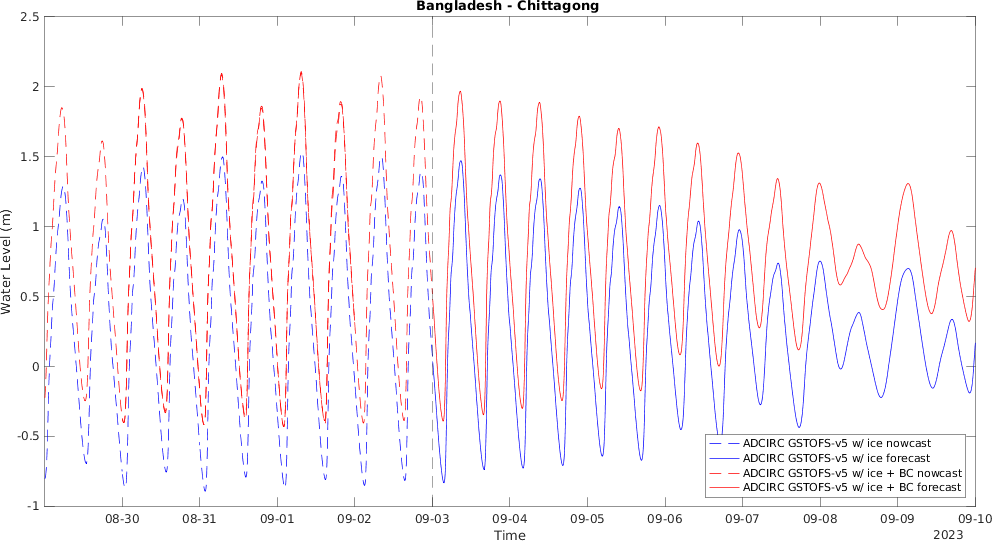 Bangladesh - Chittagong
2.5
2
1.5
1
0.5
0
-0.5
-1
Water Level (m)
ADCIRC GSTOFS-v5 w/ ice nowcast
ADCIRC GSTOFS-v5 w/ ice forecast
ADCIRC GSTOFS-v5 w/ ice + BC nowcast
ADCIRC GSTOFS-v5 w/ ice + BC forecast
08-30 08-31 09-01 09-02 09-03 09-04 09-05 09-06 09-07 09-08 09-09 09-10
Time
2023